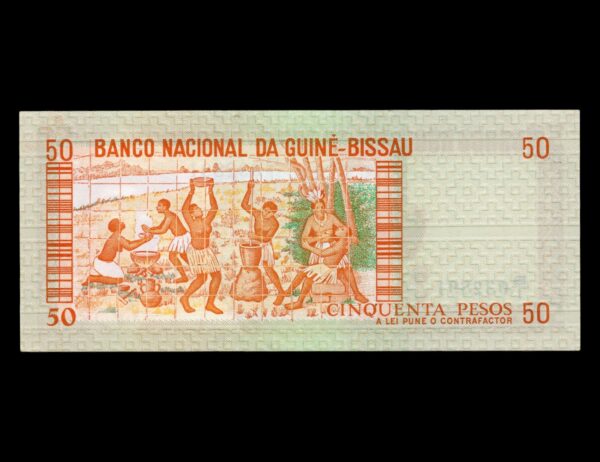 50 BANCO NACIONAL DA GUINÉ-BISSAU 50
50 CINQUENTA PESOS 50
A LEI PUNE O CONTRAFACTOR